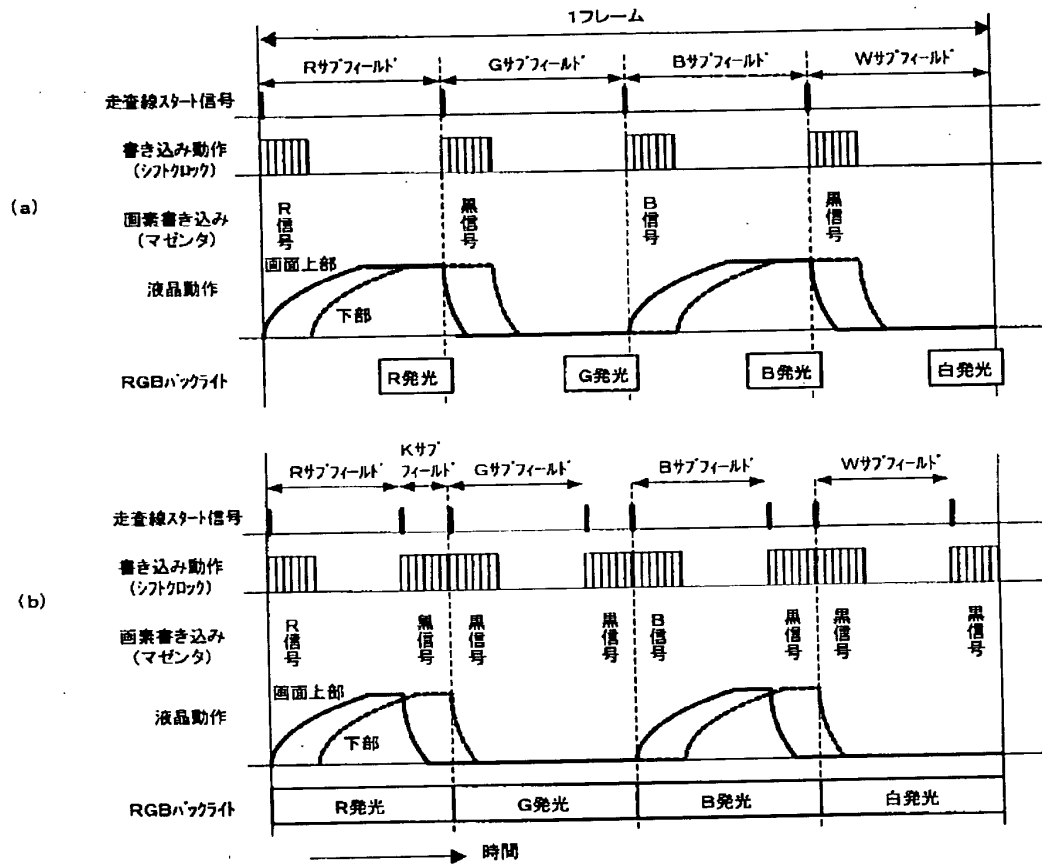 1フレーム
Rサブフィールド Gサブフィールド Bサブフィールド Wサブフィールド
走査線スタート信号
書き込み動作
(シフトクロック)
(a)
画素書き込み
(マゼンタ)
R信号 黒信号 B信号 黒信号
画面上部
液晶動作
下部
RGBバックライト
R発光 G発光 B発光 白発光
Rサブフィールド Kサブフィールド Gサブフィールド Bサブフィールド Wサブフィールド
走査線スタート信号
書き込み動作
(シフトクロック)
(b)
画素書き込み
(マゼンタ)
R信号 黒信号 黒信号 黒信号 B信号 黒信号 黒信号 黒信号
画面上部
液晶動作
下部
RGBバックライト
R発光 G発光 B発光 白発光
時間